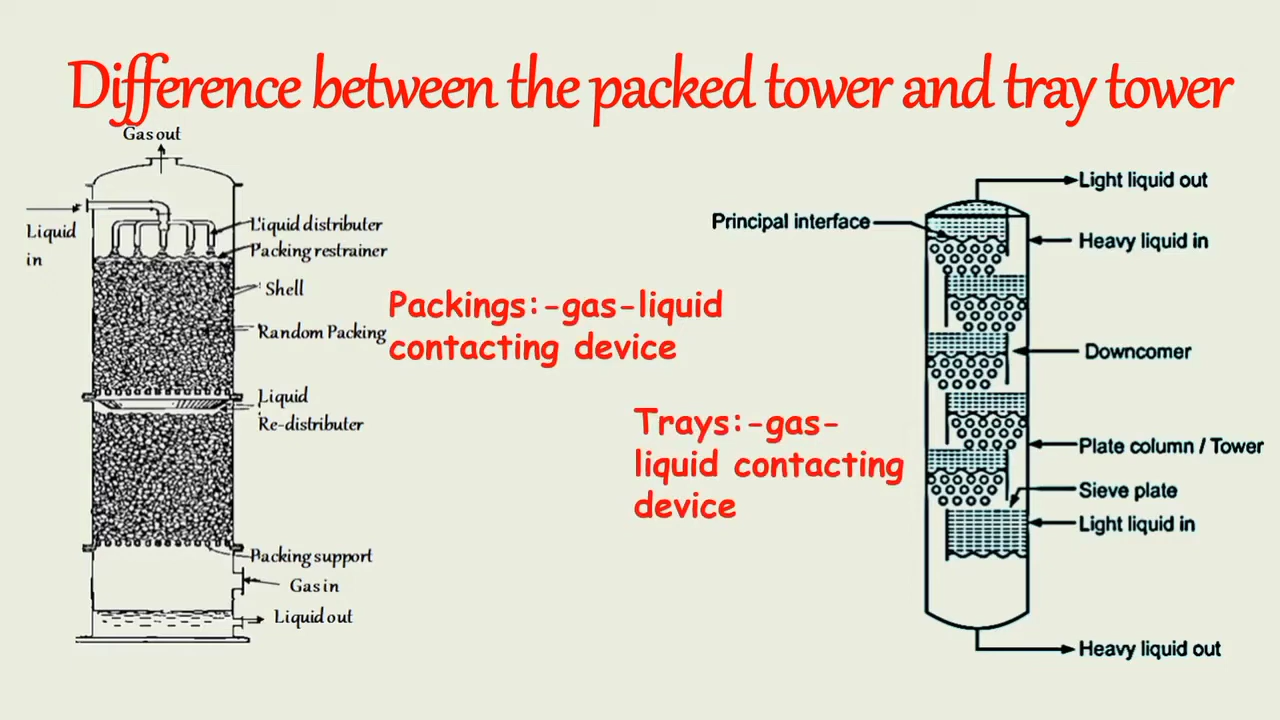 Difference between the packed tower and tray tower
Gas out
Liquid
in
Liquid distributer
Packing restrainer
Shell
Random Packing
Liquid
Re-distributer
Packing support
Gas in
Liquid out
Packings:-gas-liquid
contacting device
Trays:-gas-
liquid contacting
device
Light liquid out
Principal interface
Heavy liquid in
Downcomer
Plate column / Tower
Sieve plate
Light liquid in
Heavy liquid out